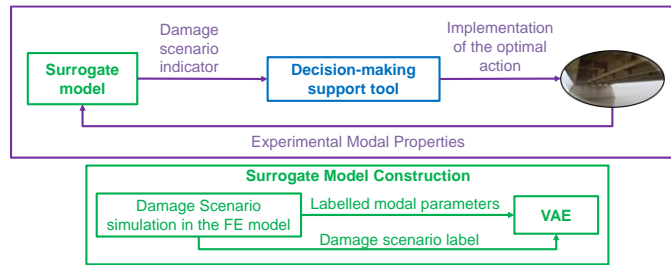 Damage
scenario
indicator
Implementation
of the optimal
action
Surrogate
model
Decision-making
support tool
Experimental Modal Properties
Surrogate Model Construction
Damage Scenario
simulation in the FE model
Labelled modal parameters
VAE
Damage scenario label